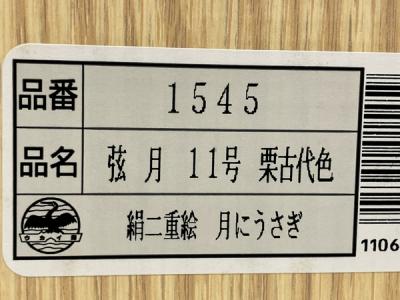 品番 1545
品名 弦月 11号 栗古代色
絹二重絵 月にうさぎ
1106